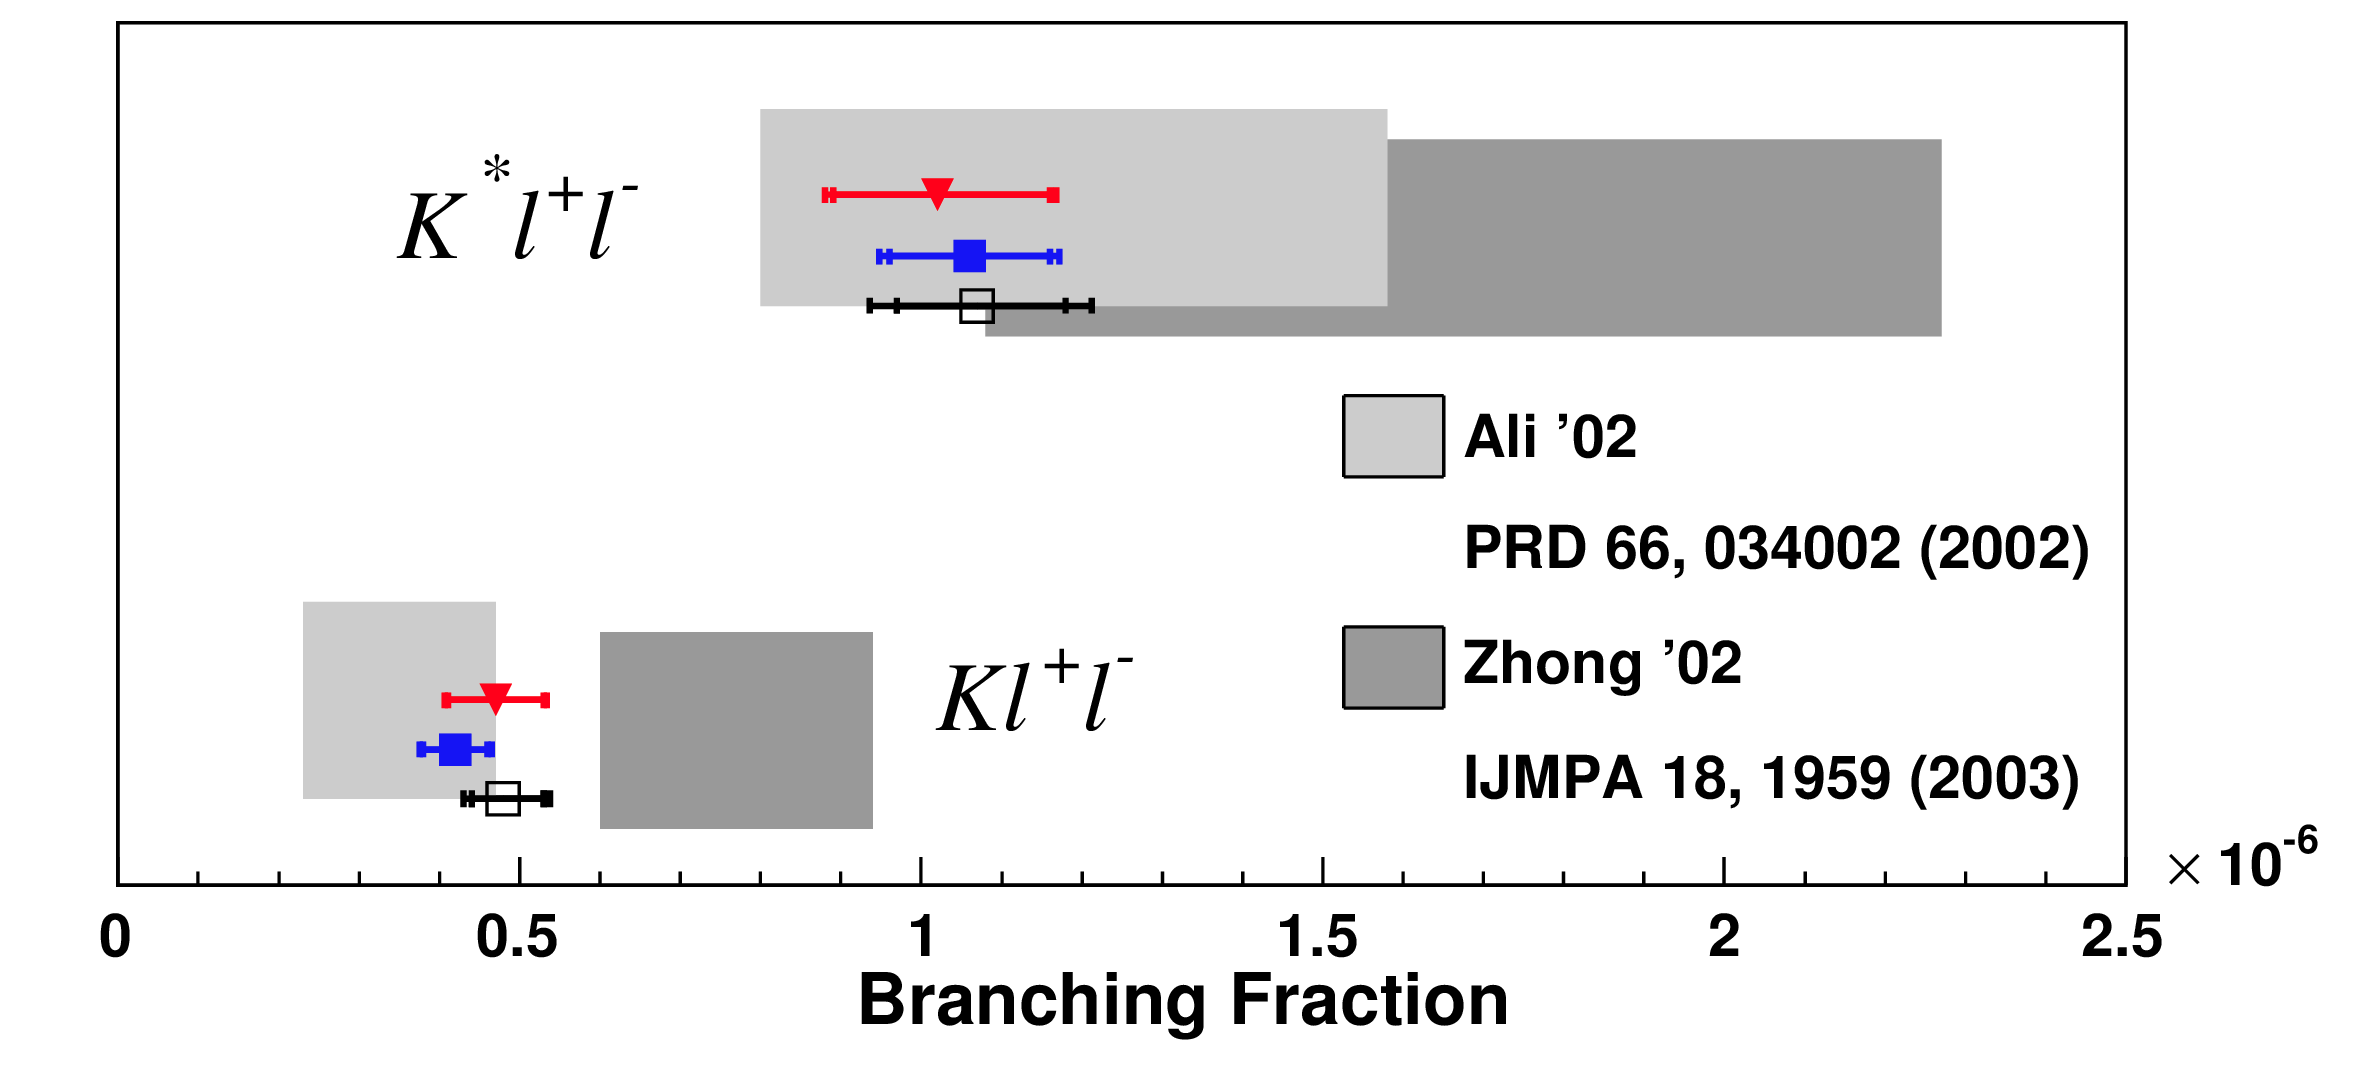 K*l+l-
Ali ’02
PRD 66, 034002 (2002)
Zhong ’02
Kl+l-
IJMPA 18, 1959 (2003)
× 10-6
0 0.5 1 1.5 2 2.5
Branching Fraction